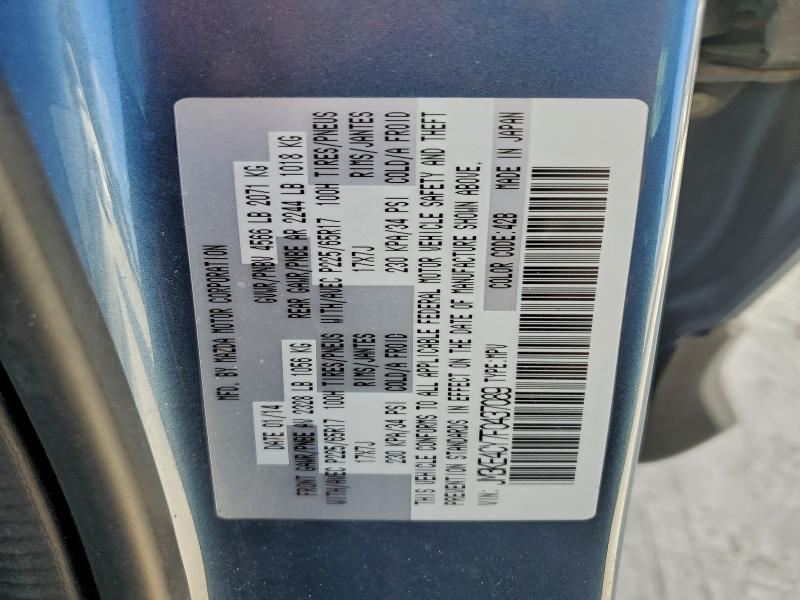 MFD. BY MAZDA MOTOR CORPORATION
DATE 07/14 GVWR/PNBV 4566 LB 2071 KG
FRONT GAWR/PNBE AV 2328 LB 1056 KG REAR GAWR/PNBE AR 2244 LB 1018 KG
WITH/AVEC P225/65R17 100H TIRES/PNEUS WITH/AVEC P225/65R17 100H TIRES/PNEUS
17X7J RIMS/JANTES 17X7J RIMS/JANTES
230 KPA/34 PSI COLD/A FROID 230 KPA/34 PSI COLD/A FROID
THIS VEHICLE CONFORMS TO ALL APPLICABLE FEDERAL MOTOR VEHICLE SAFETY AND THEFT
PREVENTION STANDARDS IN EFFECT ON THE DATE OF MANUFACTURE SHOWN ABOVE.
VIN: JM3KE4CY7F0437089 TYPE:MPV COLOR CODE:42B MADE IN JAPAN